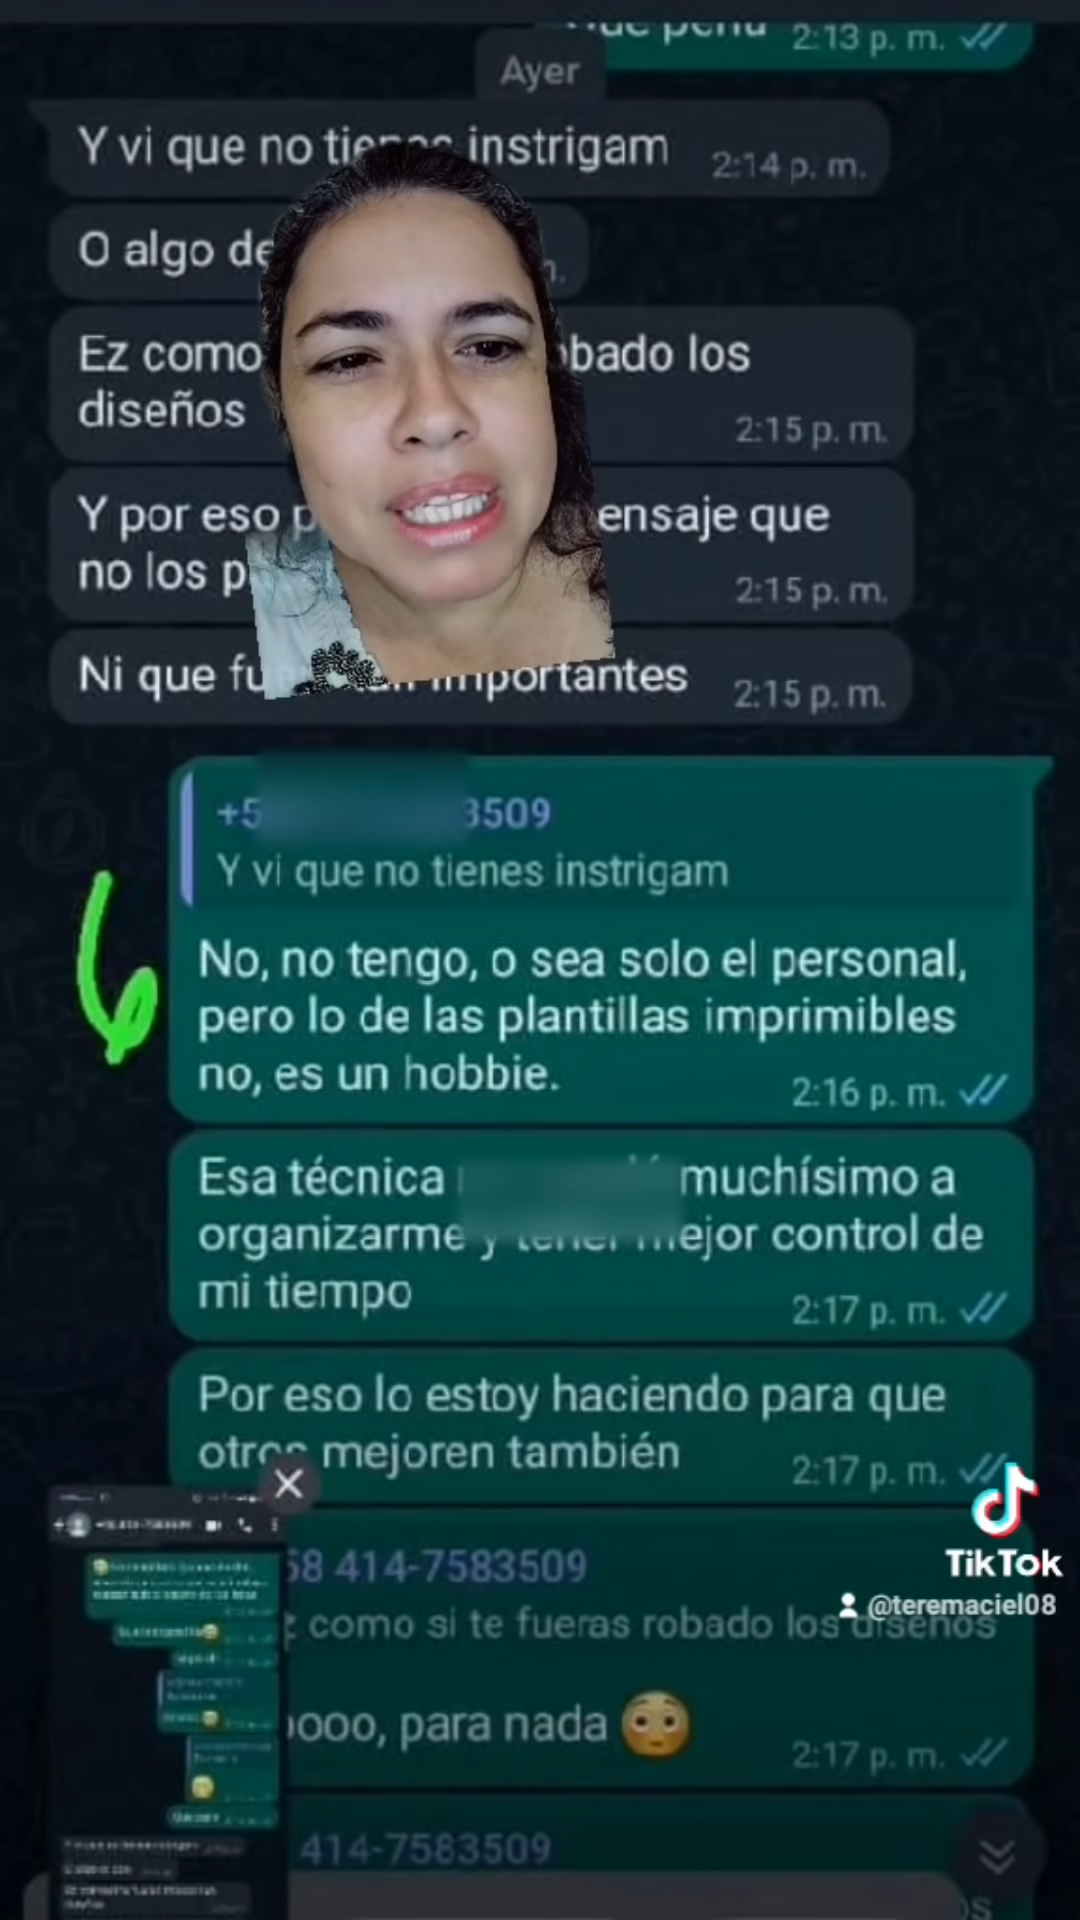 2:13 p. m.
Ayer
Y vi que no tienes instrigam
2:14 p. m.
O algo de
Ez como
bado los
diseños
2:15 p. m.
Y por eso p
ensaje que
no los p
2:15 p. m.
Ni que fu
importantes
2:15 p. m.
+5
3509
Y vi que no tienes instrigam
No, no tengo, o sea solo el personal,
pero lo de las plantillas imprimibles
no, es un hobbie.
2:16 p. m.
Esa técnica
muchísimo a
organizarme y tener mejor control de
mi tiempo
2:17 p. m.
Por eso lo estoy haciendo para que
otros mejoren también
2:17 p. m.
TikTok
@teremaciel08
58 414-7583509
como si te fueras robado los diseños
oooo, para nada 😳
2:17 p. m.
414-7583509
os